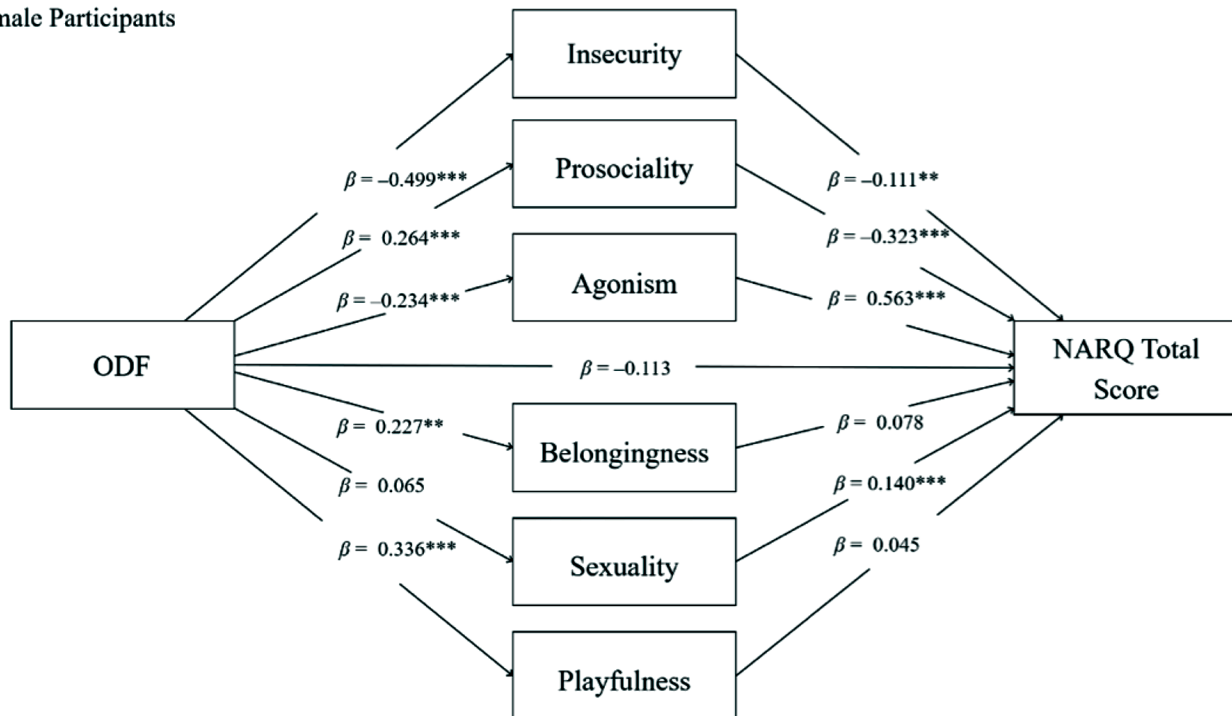 male Participants
Insecurity
Prosociality
Agonism
ODF
NARQ Total
Score
Belongingness
Sexuality
Playfulness
β = –0.499***
β = 0.264***
β = –0.234***
β = –0.113
β = 0.227**
β = 0.065
β = 0.336***
β = –0.111**
β = –0.323***
β = 0.563***
β = 0.078
β = 0.140***
β = 0.045